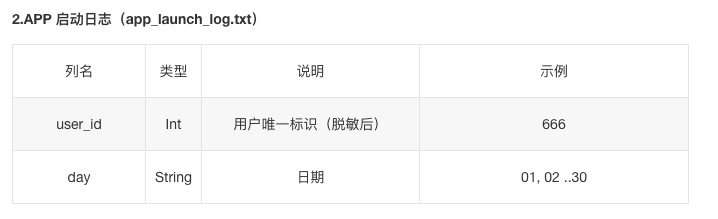 2.APP 启动日志（app_launch_log.txt）
列名 类型 说明 示例
user_id Int 用户唯一标识（脱敏后） 666
day String 日期 01, 02 ..30